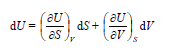 dU = (∂U/∂S)_V dS + (∂U/∂V)_S dV